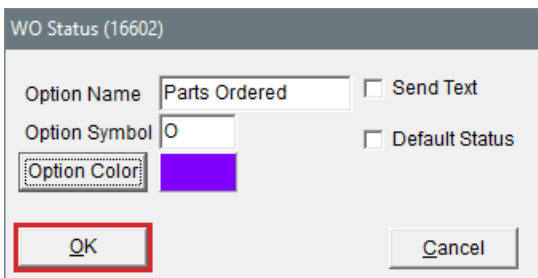 WO Status (16602)
Option Name Parts Ordered Send Text
Option Symbol O Default Status
Option Color
OK Cancel